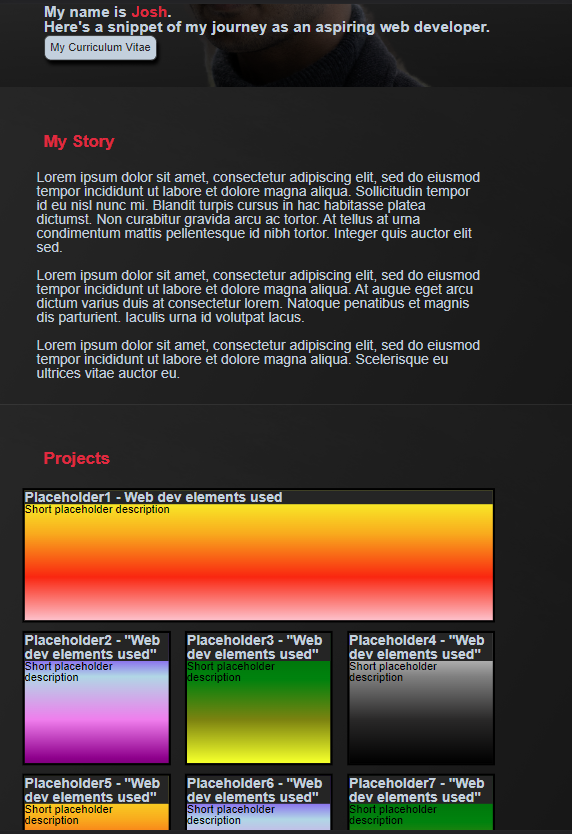 My name is Josh.
Here's a snippet of my journey as an aspiring web developer.
My Curriculum Vitae
My Story
Lorem ipsum dolor sit amet, consectetur adipiscing elit, sed do eiusmod
tempor incididunt ut labore et dolore magna aliqua. Sollicitudin tempor
id eu nisl nunc mi. Blandit turpis cursus in hac habitasse platea
dictumst. Non curabitur gravida arcu ac tortor. At tellus at urna
condimentum mattis pellentesque id nibh tortor. Integer quis auctor elit
sed.
Lorem ipsum dolor sit amet, consectetur adipiscing elit, sed do eiusmod
tempor incididunt ut labore et dolore magna aliqua. At augue eget arcu
dictum varius duis at consectetur lorem. Natoque penatibus et magnis
dis parturient. Iaculis urna id volutpat lacus.
Lorem ipsum dolor sit amet, consectetur adipiscing elit, sed do eiusmod
tempor incididunt ut labore et dolore magna aliqua. Scelerisque eu
ultrices vitae auctor eu.
Projects
Placeholder1 - Web dev elements used
Short placeholder description
Placeholder2 - "Web
dev elements used"
Short placeholder
description
Placeholder3 - "Web
dev elements used"
Short placeholder
description
Placeholder4 - "Web
dev elements used"
Short placeholder
description
Placeholder5 - "Web
dev elements used"
Short placeholder
description
Placeholder6 - "Web
dev elements used"
Short placeholder
description
Placeholder7 - "Web
dev elements used"
Short placeholder
description